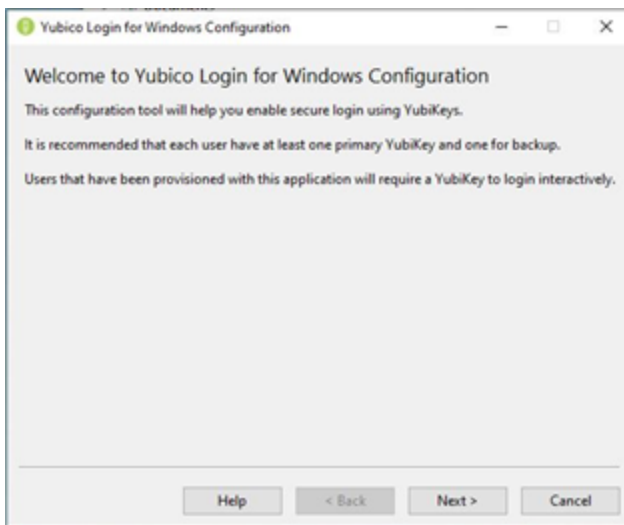 Yubico Login for Windows Configuration
Welcome to Yubico Login for Windows Configuration
This configuration tool will help you enable secure login using YubiKeys.
It is recommended that each user have at least one primary YubiKey and one for backup.
Users that have been provisioned with this application will require a YubiKey to login interactively.
Help < Back Next > Cancel